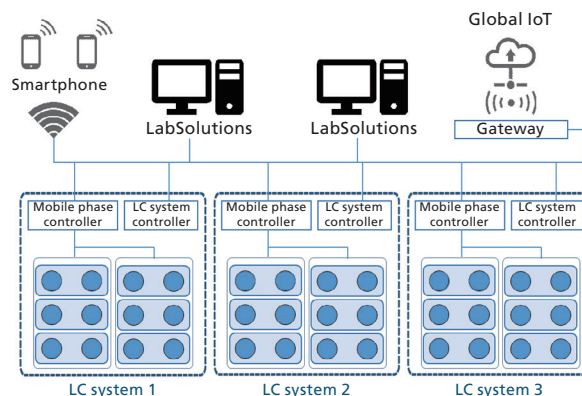 Global IoT
Smartphone
LabSolutions
LabSolutions
Gateway
Mobile phase
controller
LC system
controller
Mobile phase
controller
LC system
controller
Mobile phase
controller
LC system
controller
LC system 1
LC system 2
LC system 3